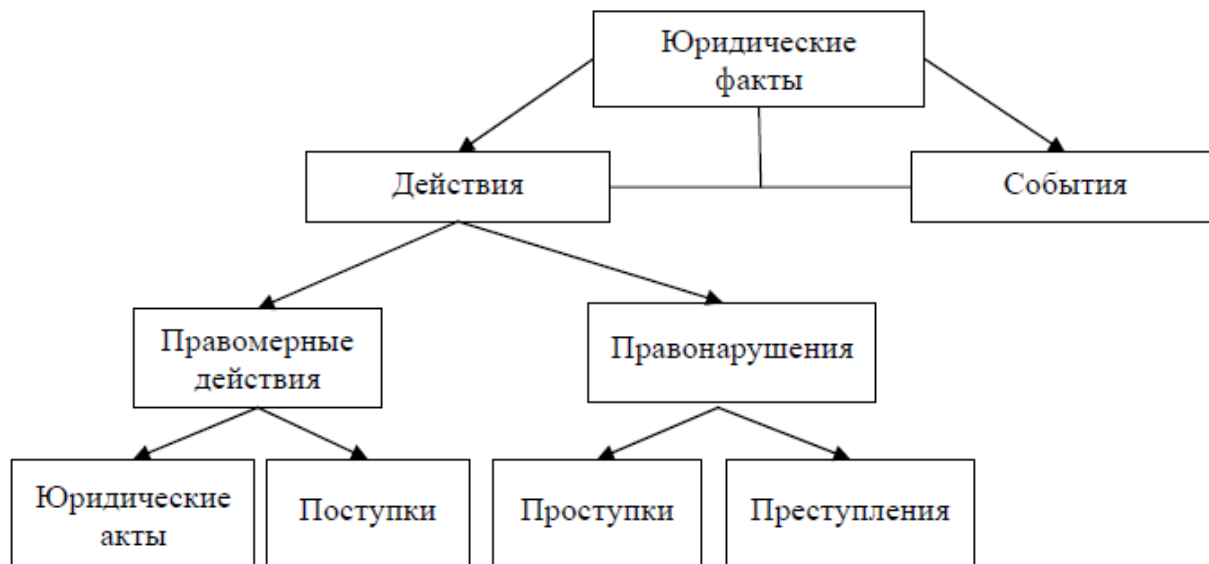 Юридические
факты
Действия
События
Правомерные
действия
Правонарушения
Юридические
акты
Поступки
Проступки
Преступления